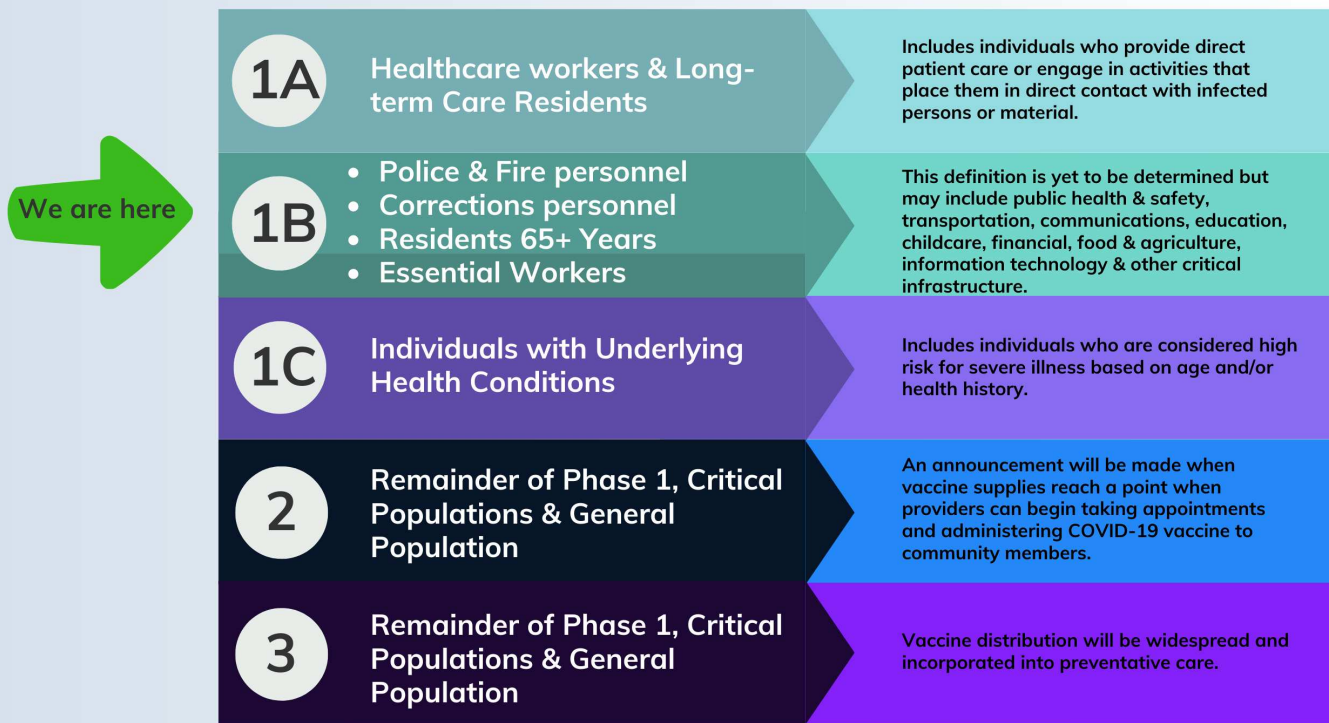 1A
Healthcare workers & Long-
term Care Residents
Includes individuals who provide direct
patient care or engage in activities that
place them in direct contact with infected
persons or material.
We are here
1B
• Police & Fire personnel
• Corrections personnel
• Residents 65+ Years
• Essential Workers
This definition is yet to be determined but
may include public health & safety,
transportation, communications, education,
childcare, financial, food & agriculture,
information technology & other critical
infrastructure.
1C
Individuals with Underlying
Health Conditions
Includes individuals who are considered high
risk for severe illness based on age and/or
health history.
2
Remainder of Phase 1, Critical
Populations & General
Population
An announcement will be made when
vaccine supplies reach a point when
providers can begin taking appointments
and administering COVID-19 vaccine to
community members.
3
Remainder of Phase 1, Critical
Populations & General
Population
Vaccine distribution will be widespread and
incorporated into preventative care.